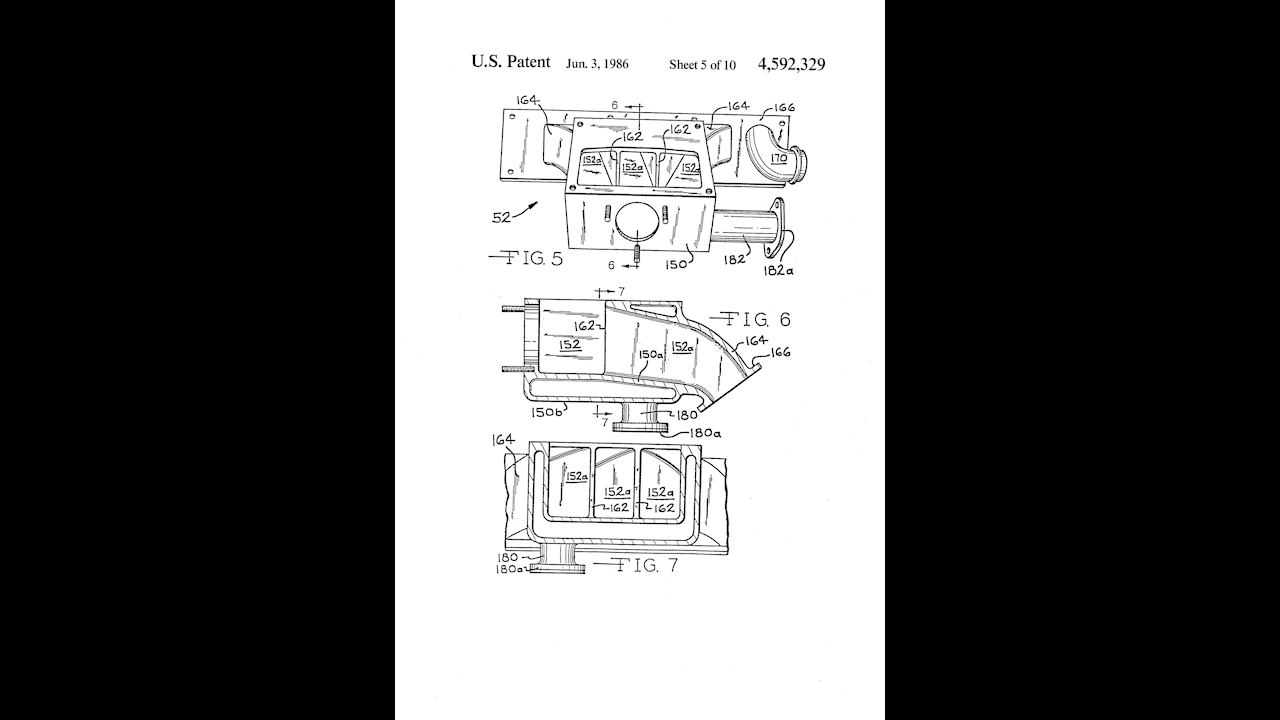 U.S. Patent Jun. 3, 1986 Sheet 5 of 10 4,592,329
164 6 164 166
162 162
152a 152a 152a 170
52
FIG. 5 6 150 182 182a
7
162 FIG. 6
152 150a 152a 164 166
150b 7 180
180a
164
152a 152a 152a
162 162
180
180a FIG. 7